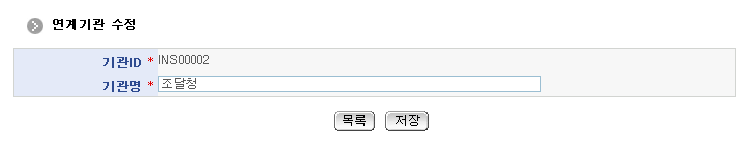 연계기관 수정
기관ID * INS00002
기관명 * 조달청
목록 저장